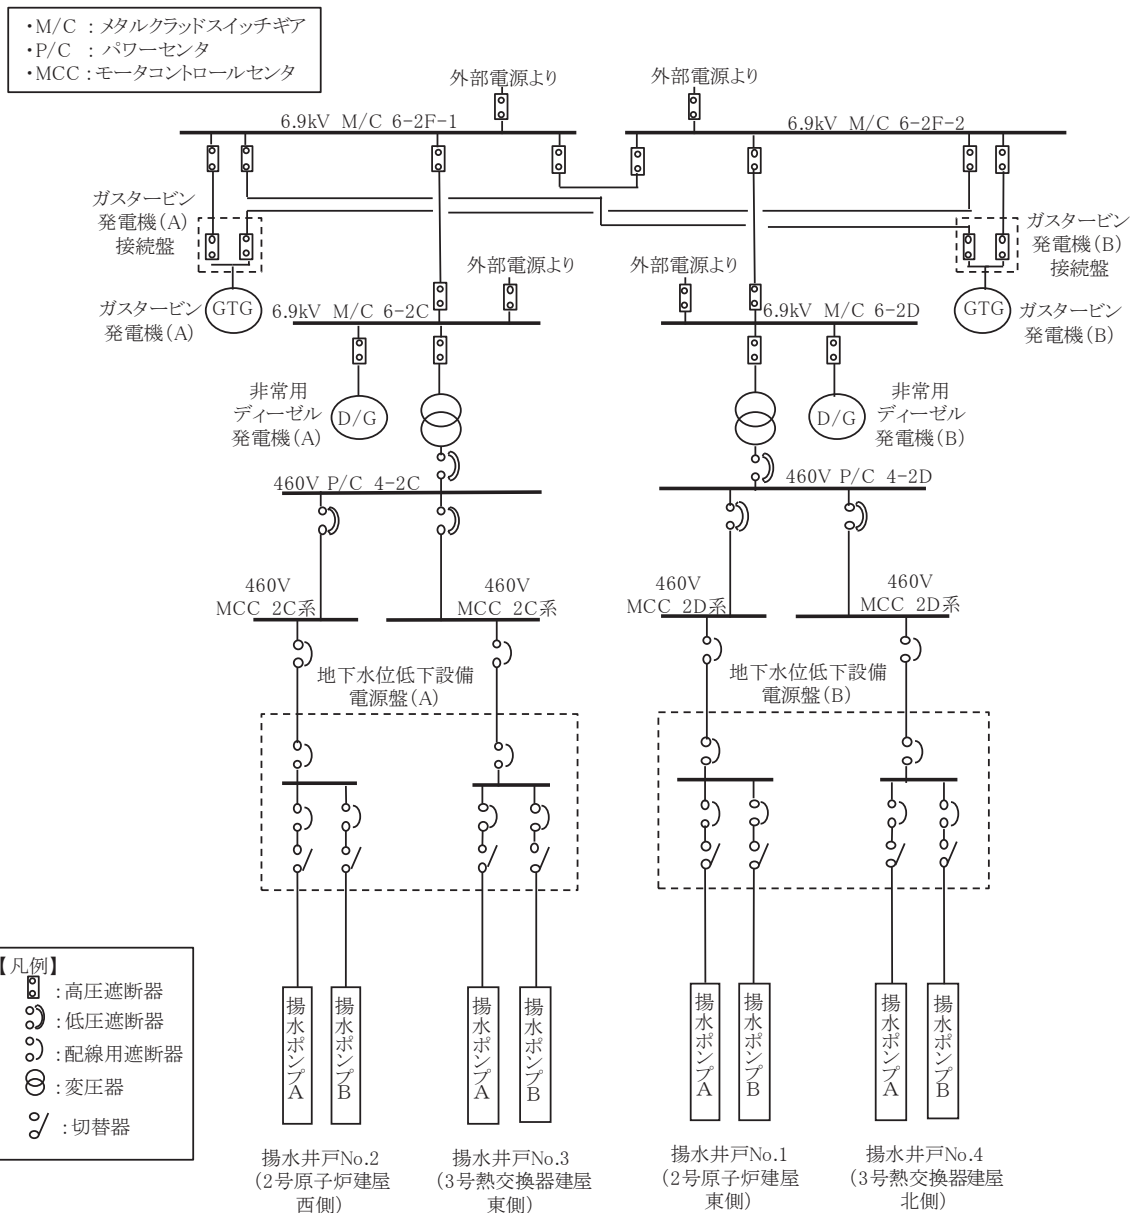 ・M/C : メタルクラッドスイッチギア
・P/C : パワーセンタ
・MCC : モータコントロールセンタ
外部電源より
外部電源より
6.9kV M/C 6-2F-1
6.9kV M/C 6-2F-2
ガスタービン
発電機(A)
接続盤
ガスタービン
発電機(B)
接続盤
外部電源より
外部電源より
ガスタービン
発電機(A)
GTG
6.9kV M/C 6-2C
6.9kV M/C 6-2D
GTG
ガスタービン
発電機(B)
非常用
ディーゼル
発電機(A)
D/G
D/G
非常用
ディーゼル
発電機(B)
460V P/C 4-2C
460V P/C 4-2D
460V
MCC 2C系
460V
MCC 2C系
460V
MCC 2D系
460V
MCC 2D系
地下水位低下設備
電源盤(A)
地下水位低下設備
電源盤(B)
【凡例】
:高圧遮断器
:低圧遮断器
:配線用遮断器
:変圧器
:切替器
揚水ポンプA
揚水ポンプB
揚水ポンプA
揚水ポンプB
揚水ポンプA
揚水ポンプB
揚水ポンプA
揚水ポンプB
揚水井戸No.2
(2号原子炉建屋
西側)
揚水井戸No.3
(3号熱交換器建屋
東側)
揚水井戸No.1
(2号原子炉建屋
東側)
揚水井戸No.4
(3号熱交換器建屋
北側)